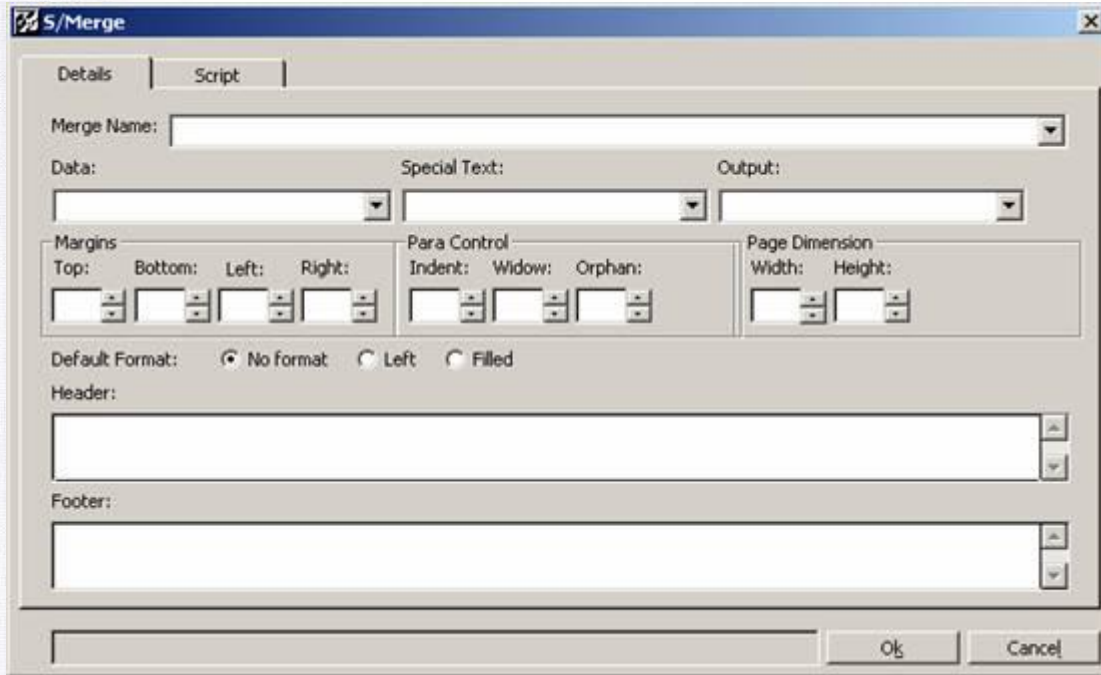 S/Merge
Details Script
Merge Name:
Data: Special Text: Output:
Margins Para Control Page Dimension
Top: Bottom: Left: Right: Indent: Widow: Orphan: Width: Height:
Default Format: No format Left Filled
Header:
Footer:
Ok Cancel